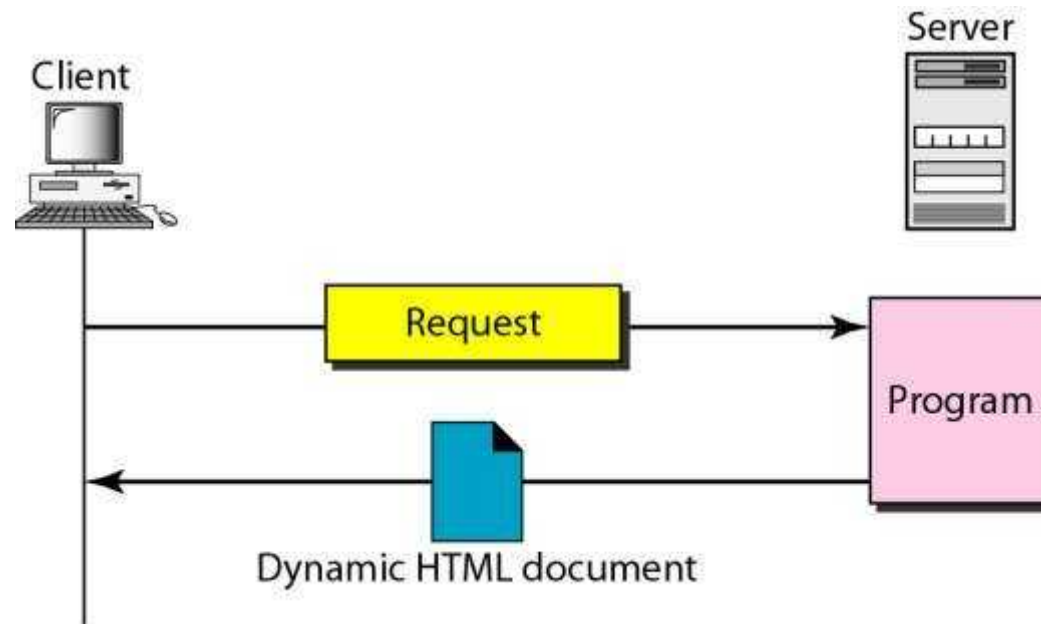 Server
Client
Request
Program
Dynamic HTML document